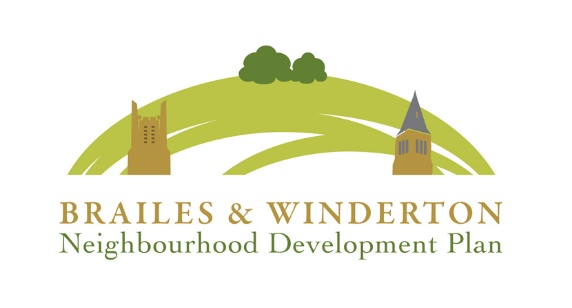 BRAILES & WINDERTON
Neighbourhood Development Plan